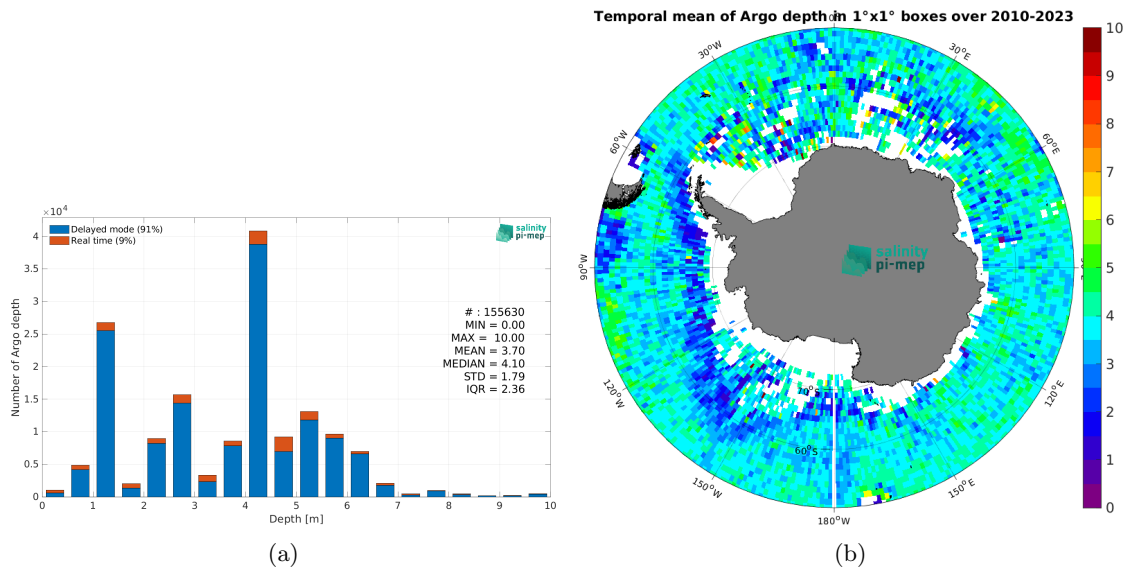 Temporal mean of Argo depth in 1°x1° boxes over 2010-2023
×10⁴
Delayed mode (91%)
Real time (9%)
salinity
pi-mep
# : 155630
MIN = 0.00
MAX = 10.00
MEAN = 3.70
MEDIAN = 4.10
STD = 1.79
IQR = 2.36
Number of Argo depth
4
3.5
3
2.5
2
1.5
1
0.5
0
0 1 2 3 4 5 6 7 8 9 10
Depth [m]
(a)
30°W
30°E
60°W
60°E
90°W
120°W
120°E
150°W
150°E
180°W
70°S
60°S
salinity
pi-mep
10
9
8
7
6
5
4
3
2
1
0
(b)